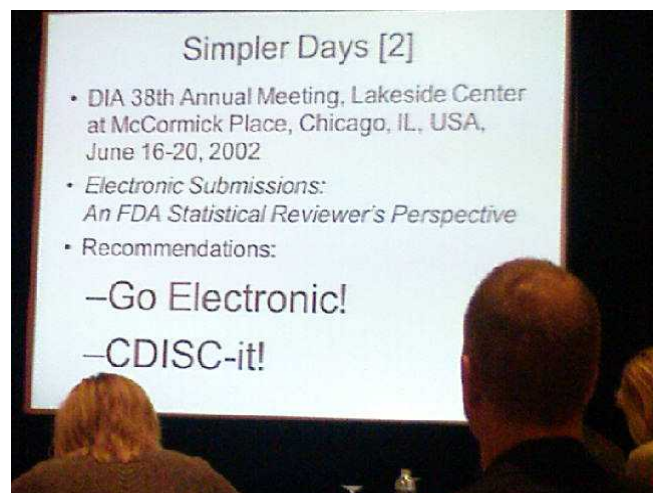 Simpler Days [2]
• DIA 38th Annual Meeting, Lakeside Center
at McCormick Place, Chicago, IL, USA,
June 16-20, 2002
• Electronic Submissions:
An FDA Statistical Reviewer's Perspective
• Recommendations:
–Go Electronic!
–CDISC-it!